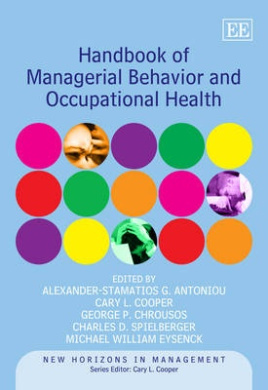 EE
Handbook of
Managerial Behavior and
Occupational Health
EDITED BY
ALEXANDER-STAMATIOS G. ANTONIOU
CARY L. COOPER
GEORGE P. CHROUSOS
CHARLES D. SPIELBERGER
MICHAEL WILLIAM EYSENCK
NEW HORIZONS IN MANAGEMENT
Series Editor: Cary L. Cooper